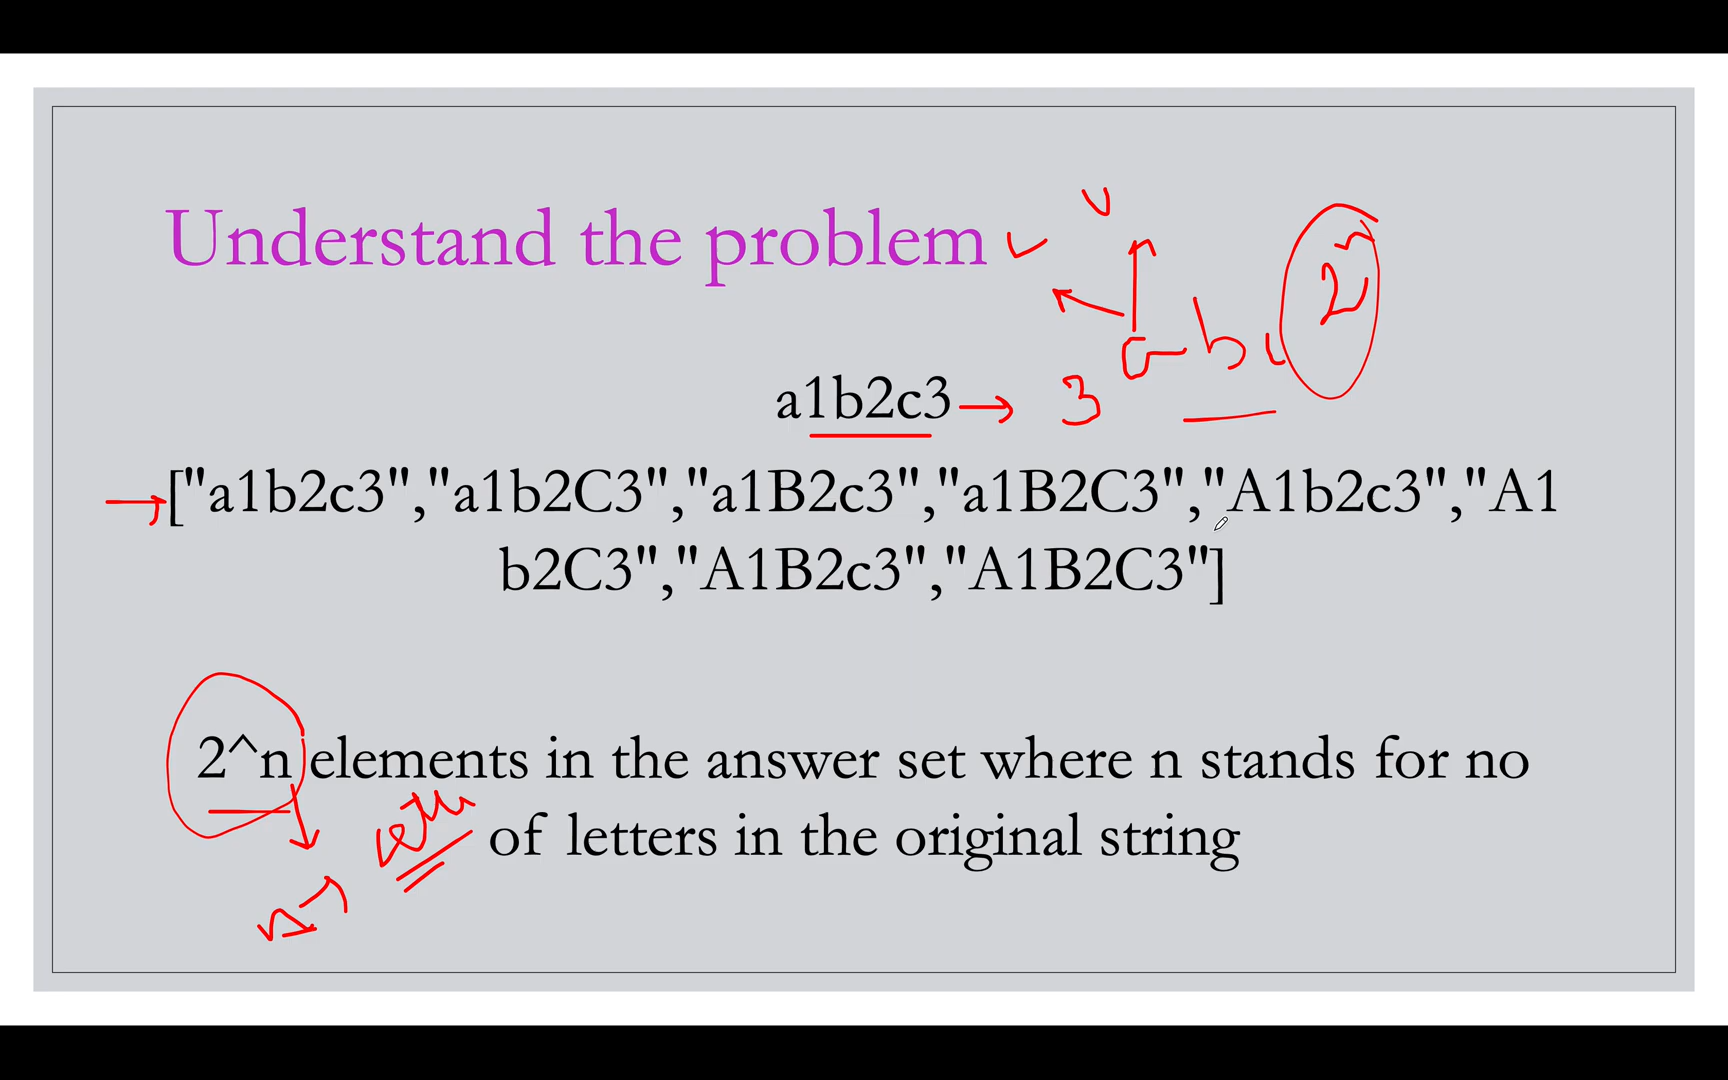 Understand the problem
2^n
a b c
a1b2c3 → 3
["a1b2c3","a1b2C3","a1B2c3","a1B2C3","A1b2c3","A1
b2C3","A1B2c3","A1B2C3"]
2^n elements in the answer set where n stands for no
of letters in the original string
n →